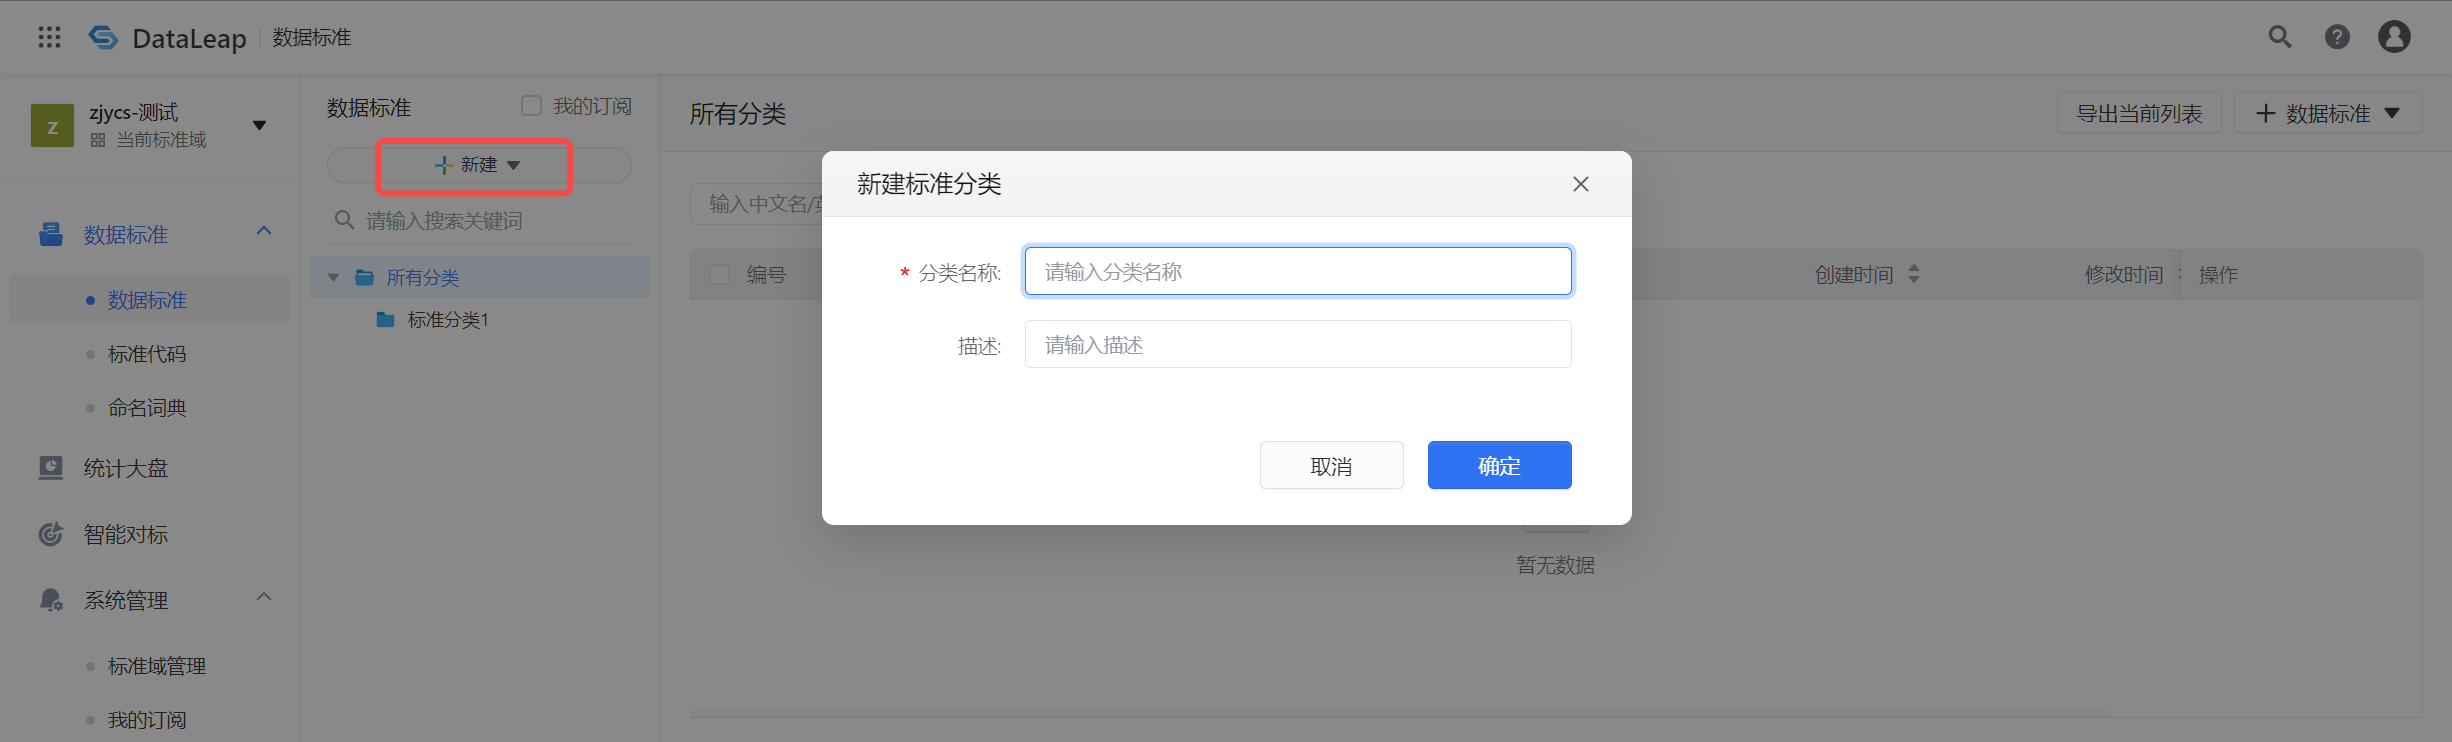 DataLeap 数据标准
z
zjycs-测试
当前标准域
数据标准
数据标准
标准代码
命名词典
统计大盘
智能对标
系统管理
标准域管理
我的订阅
数据标准 我的订阅
新建
请输入搜索关键词
所有分类
标准分类1
所有分类
导出当前列表
数据标准
输入中文名/
编号
创建时间
修改时间
操作
暂无数据
新建标准分类
* 分类名称: 请输入分类名称
描述: 请输入描述
取消 确定